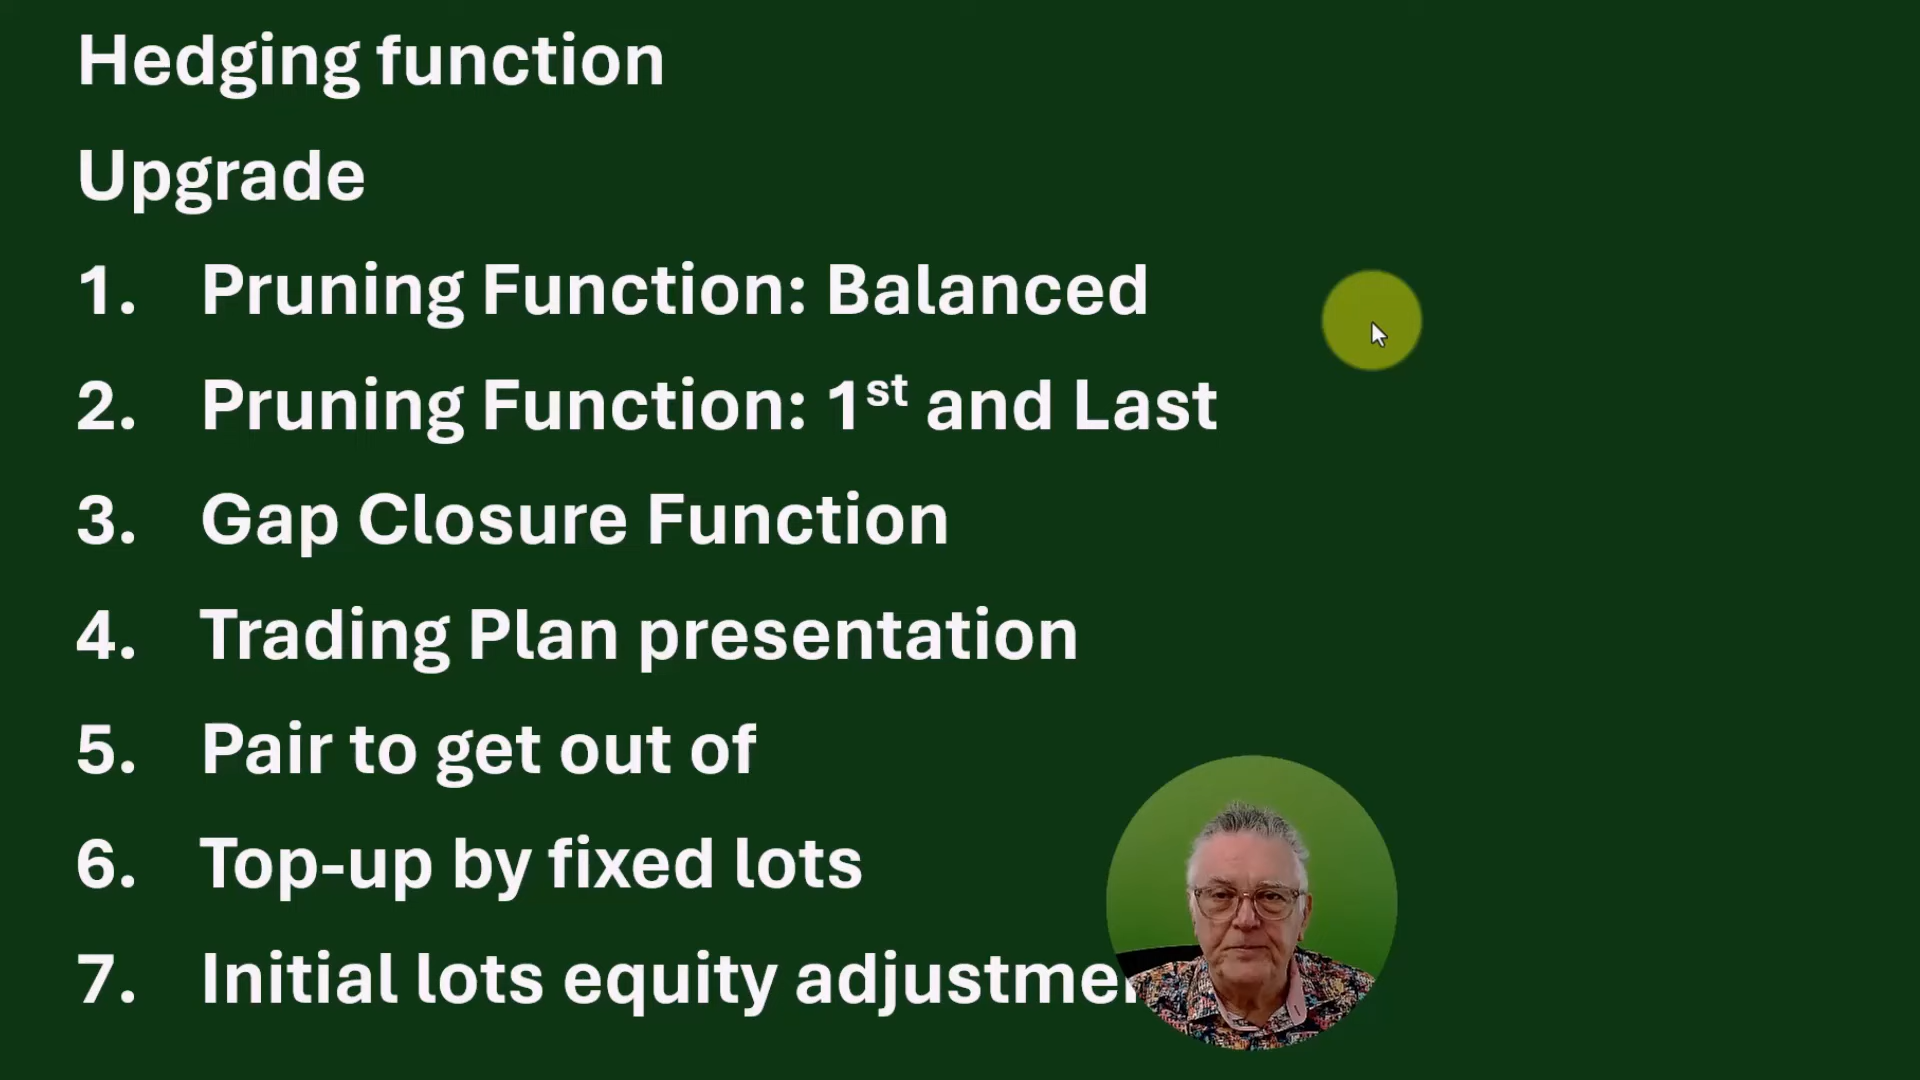 Hedging function
Upgrade
1. Pruning Function: Balanced
2. Pruning Function: 1st and Last
3. Gap Closure Function
4. Trading Plan presentation
5. Pair to get out of
6. Top-up by fixed lots
7. Initial lots equity